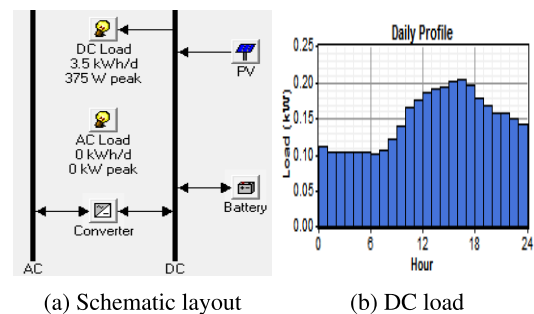 DC Load
3.5 kWh/d
375 W peak
PV
AC Load
0 kWh/d
0 kW peak
Battery
Converter
AC
DC
Daily Profile
Load (kW)
0.25
0.20
0.15
0.10
0.05
0.00
0
6
12
18
24
Hour
(a) Schematic layout
(b) DC load